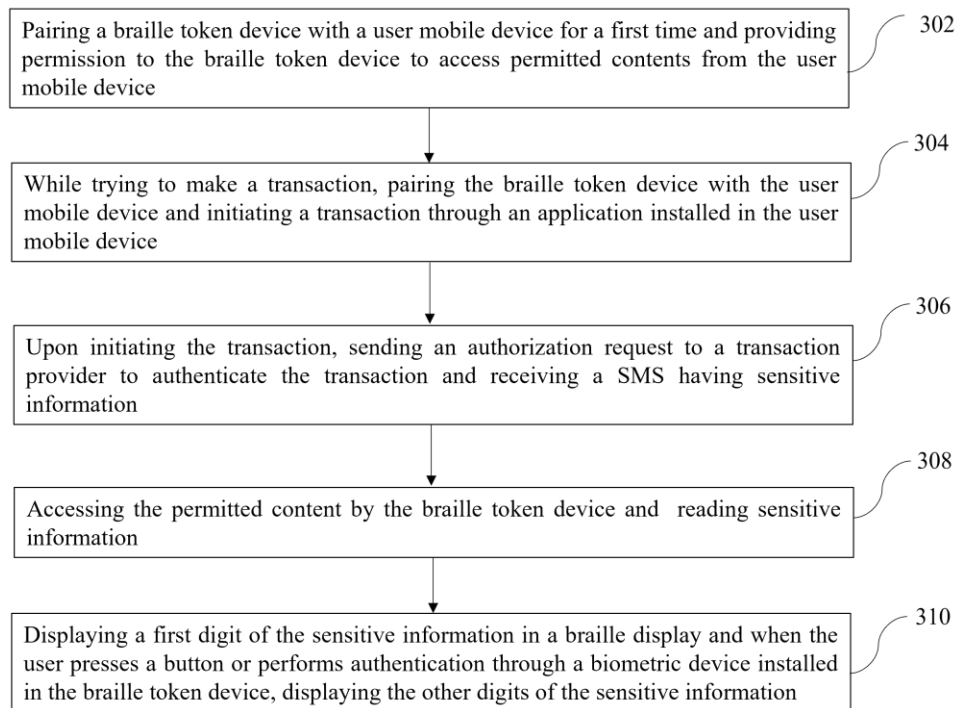 Pairing a braille token device with a user mobile device for a first time and providing
permission to the braille token device to access permitted contents from the user
mobile device
302
While trying to make a transaction, pairing the braille token device with the user
mobile device and initiating a transaction through an application installed in the user
mobile device
304
Upon initiating the transaction, sending an authorization request to a transaction
provider to authenticate the transaction and receiving a SMS having sensitive
information
306
Accessing the permitted content by the braille token device and reading sensitive
information
308
Displaying a first digit of the sensitive information in a braille display and when the
user presses a button or performs authentication through a biometric device installed
in the braille token device, displaying the other digits of the sensitive information
310